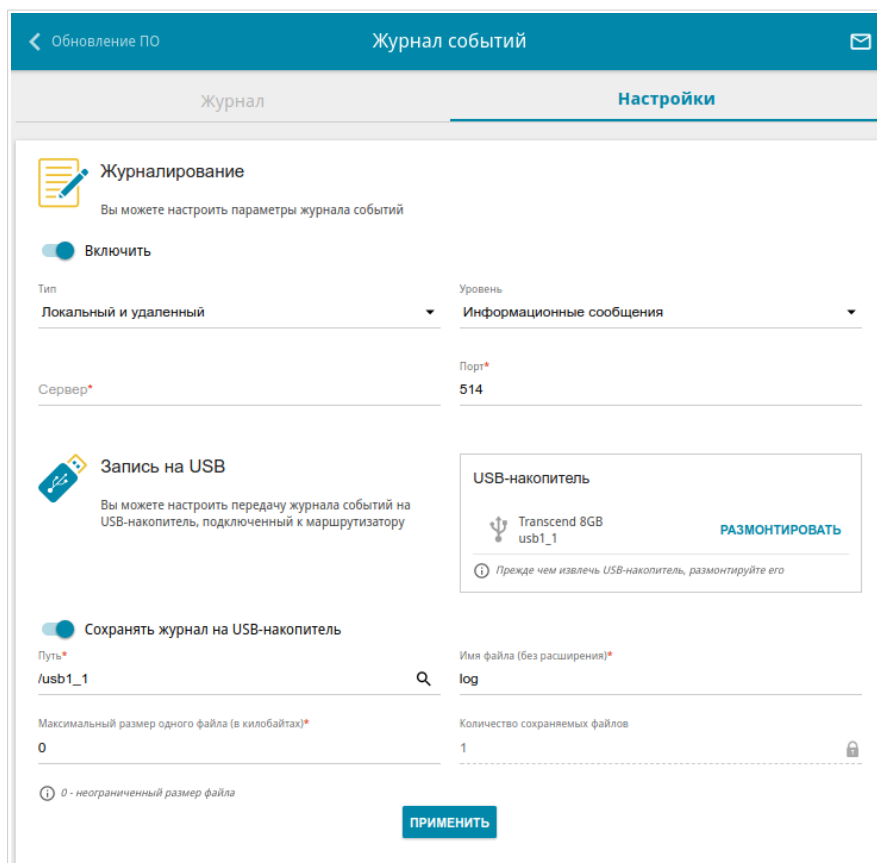 Обновление ПО
Журнал событий
Журнал
Настройки
Журналирование
Вы можете настроить параметры журнала событий
Включить
Тип
Уровень
Локальный и удаленный
Информационные сообщения
Сервер*
Порт*
514
Запись на USB
Вы можете настроить передачу журнала событий на
USB-накопитель, подключенный к маршрутизатору
USB-накопитель
Transcend 8GB
usb1_1
РАЗМОНТИРОВАТЬ
Прежде чем извлечь USB-накопитель, размонтируйте его
Сохранять журнал на USB-накопитель
Путь*
Имя файла (без расширения)*
/usb1_1
log
Максимальный размер одного файла (в килобайтах)*
Количество сохраняемых файлов
0
1
0 - неограниченный размер файла
ПРИМЕНИТЬ